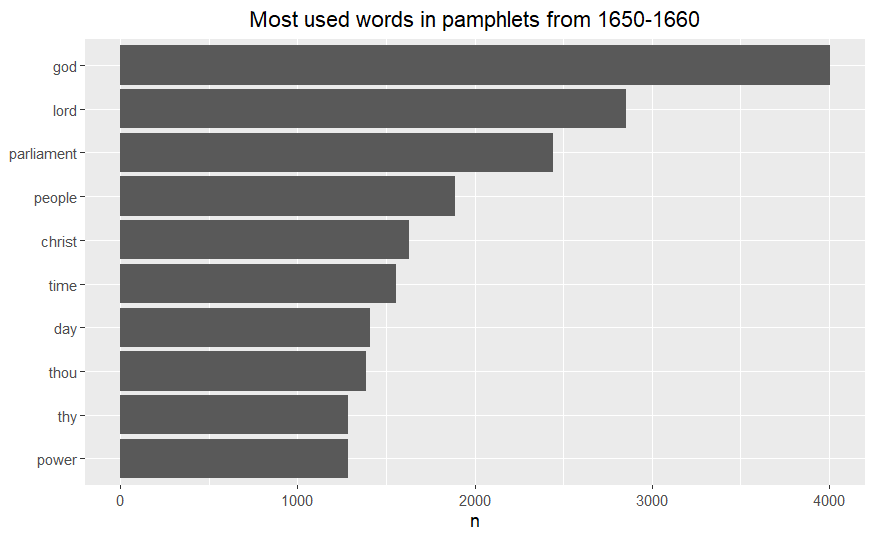 Most used words in pamphlets from 1650-1660
god
lord
parliament
people
christ
time
day
thou
thy
power
0 1000 2000 3000 4000
n